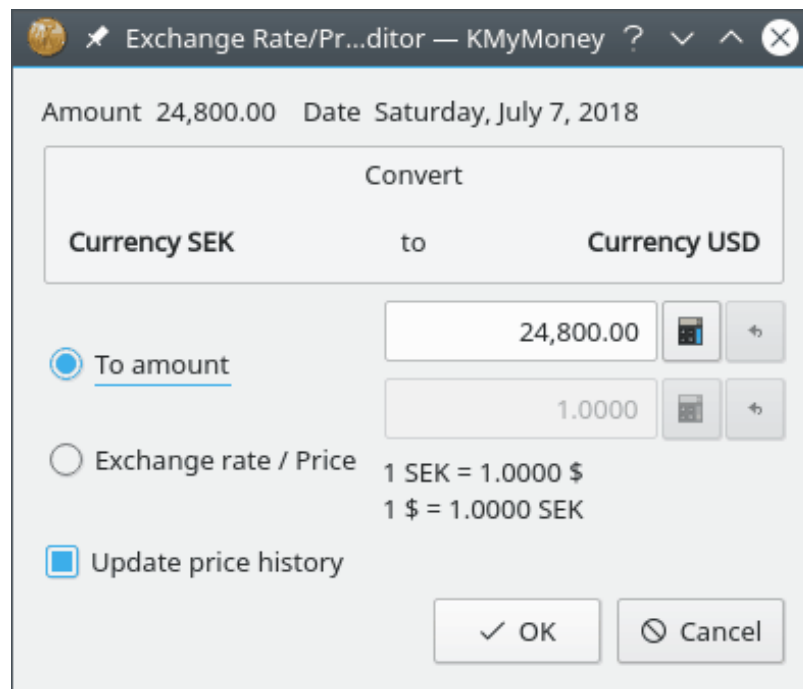 Exchange Rate/Pr...ditor — KMyMoney
Amount 24,800.00 Date Saturday, July 7, 2018
Convert
Currency SEK to Currency USD
24,800.00
To amount
1.0000
Exchange rate / Price
1 SEK = 1.0000 $
1 $ = 1.0000 SEK
Update price history
OK Cancel